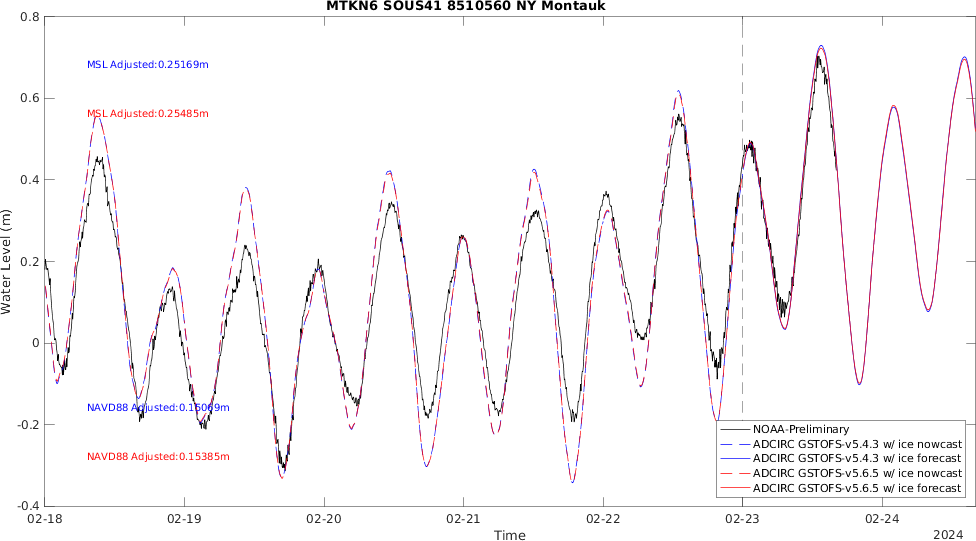 MTKN6 SOUS41 8510560 NY Montauk
0.8
MSL Adjusted:0.25169m
0.6
MSL Adjusted:0.25485m
0.4
Water Level (m)
0.2
0
NAVD88 Adjusted:0.15069m
-0.2
NAVD88 Adjusted:0.15385m
-0.4
NOAA-Preliminary
ADCIRC GSTOFS-v5.4.3 w/ ice nowcast
ADCIRC GSTOFS-v5.4.3 w/ ice forecast
ADCIRC GSTOFS-v5.6.5 w/ ice nowcast
ADCIRC GSTOFS-v5.6.5 w/ ice forecast
02-18 02-19 02-20 02-21 02-22 02-23 02-24
Time
2024